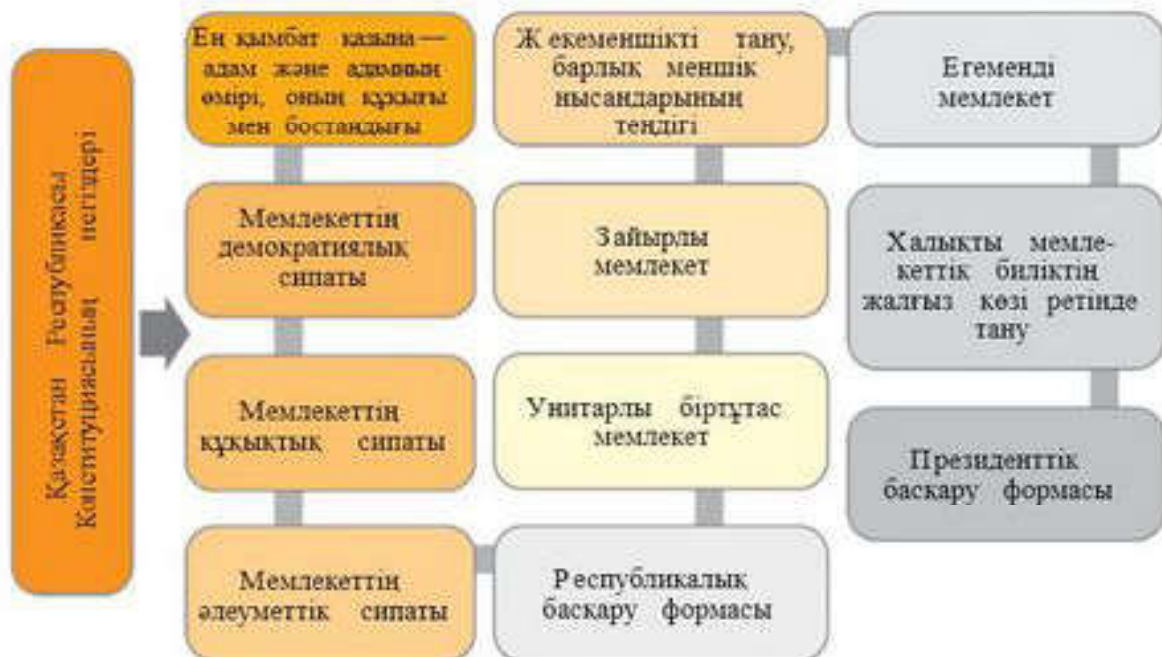 Қазақстан Республикасы
Конституциясының негіздері
Ең қымбат қазына —
адам және адамның
өмірі, оның құқығы
мен бостандығы
Мемлекеттің
демократиялық
сипаты
Мемлекеттің
құқықтық сипаты
Мемлекеттің
әлеуметтік сипаты
Республикалық
басқару формасы
Унитарлы біртұтас
мемлекет
Зайырлы
мемлекет
Жекеменшікті тану,
барлық меншік
нысандарының
теңдігі
Егеменді
мемлекет
Халықты мемле-
кеттік биліктің
жалғыз көзі ретінде
тану
Президенттік
басқару формасы